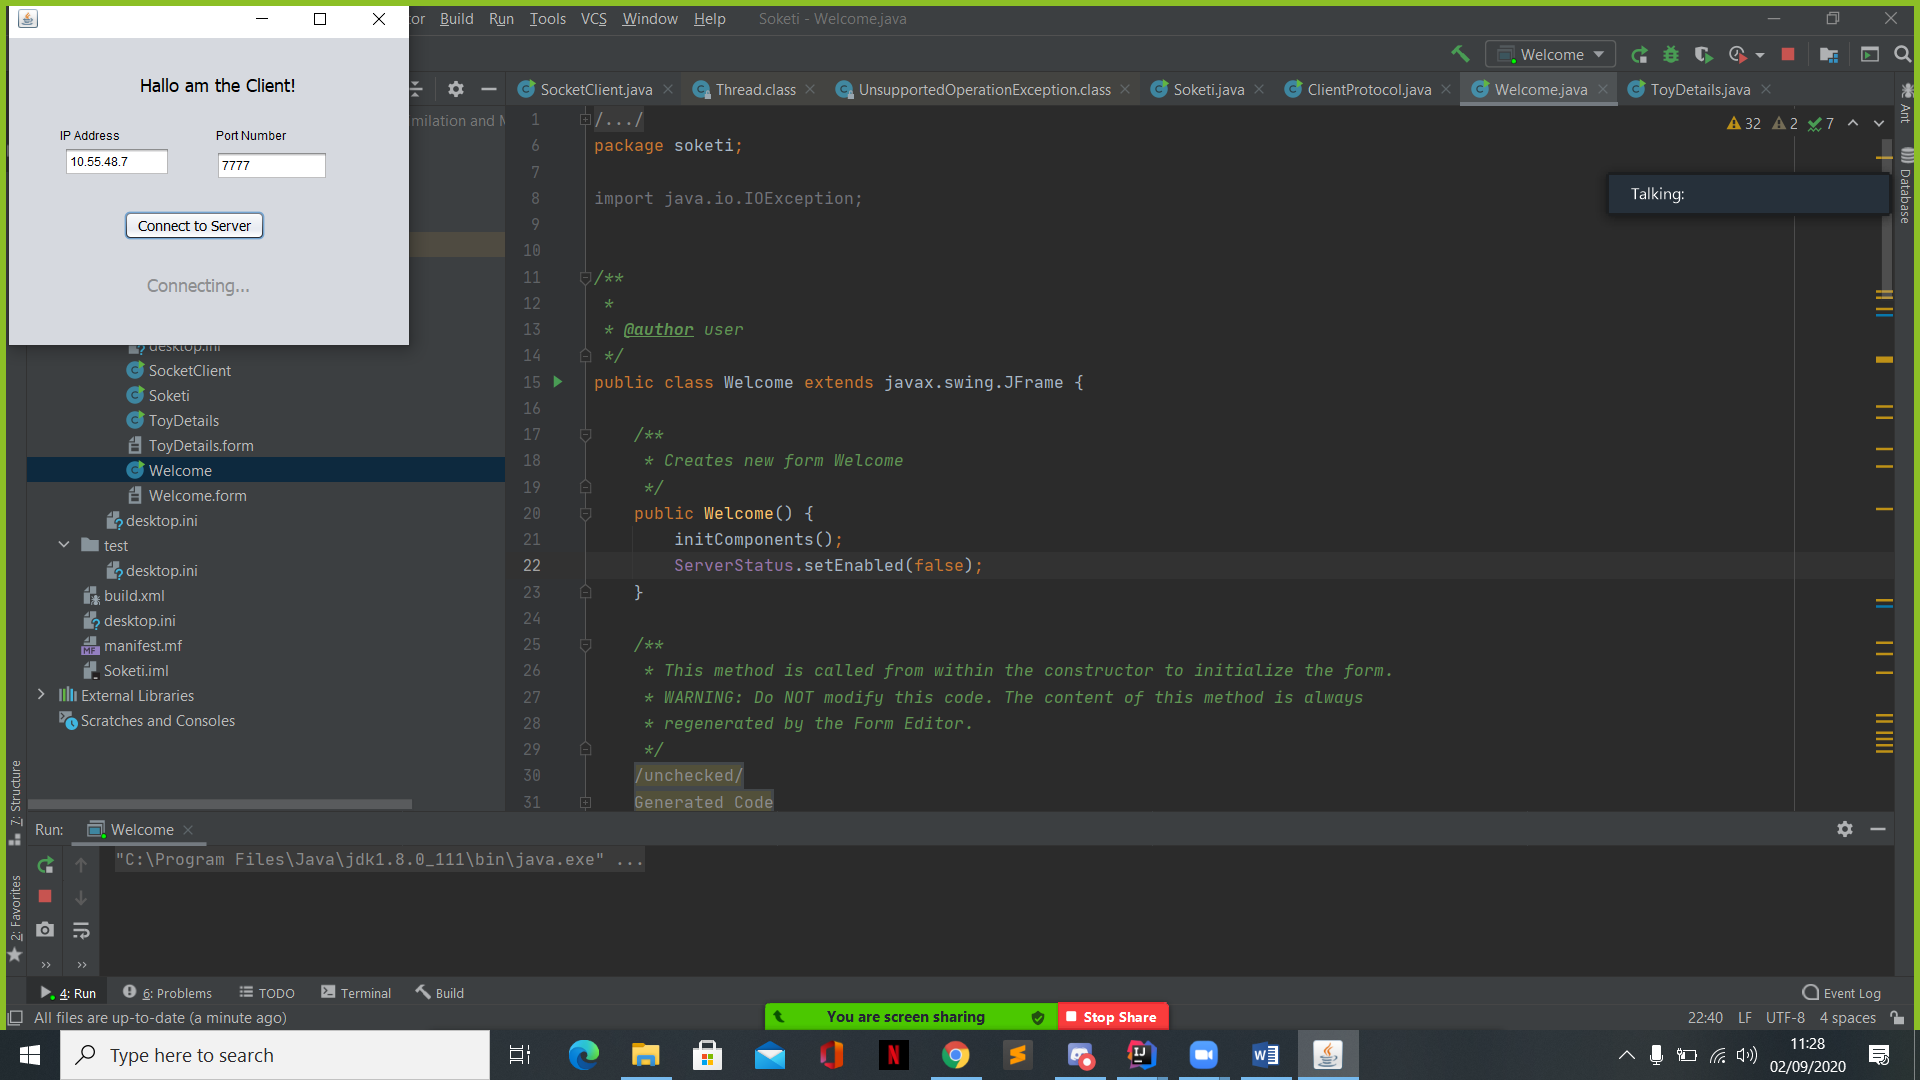 Build Run Tools VCS Window Help Soketi - Welcome.java
Welcome
SocketClient.java Thread.class UnsupportedOperationException.class Soketi.java ClientProtocol.java Welcome.java ToyDetails.java
Hallo am the Client!
IP Address Port Number
10.55.48.7 7777
Connect to Server
Connecting...
milation and
desktop.ini
SocketClient
Soketi
ToyDetails
ToyDetails.form
Welcome
Welcome.form
desktop.ini
test
desktop.ini
build.xml
desktop.ini
manifest.mf
Soketi.iml
External Libraries
Scratches and Consoles
32 2 7
Talking:
Ant
Database
1 /.../
6 package soketi;
7
8 import java.io.IOException;
9
10
11 /**
12 *
13 * @author user
14 */
15 public class Welcome extends javax.swing.JFrame {
16
17 /**
18 * Creates new form Welcome
19 */
20 public Welcome() {
21 initComponents();
22 ServerStatus.setEnabled(false);
23 }
24
25 /**
26 * This method is called from within the constructor to initialize the form.
27 * WARNING: Do NOT modify this code. The content of this method is always
28 * regenerated by the Form Editor.
29 */
30 /unchecked/
31 Generated Code
7: Structure
2: Favorites
Run: Welcome
"C:\Program Files\Java\jdk1.8.0_111\bin\java.exe" ...
4: Run 6: Problems TODO Terminal Build Event Log
All files are up-to-date (a minute ago)
You are screen sharing Stop Share
22:40 LF UTF-8 4 spaces
Type here to search
11:28
02/09/2020